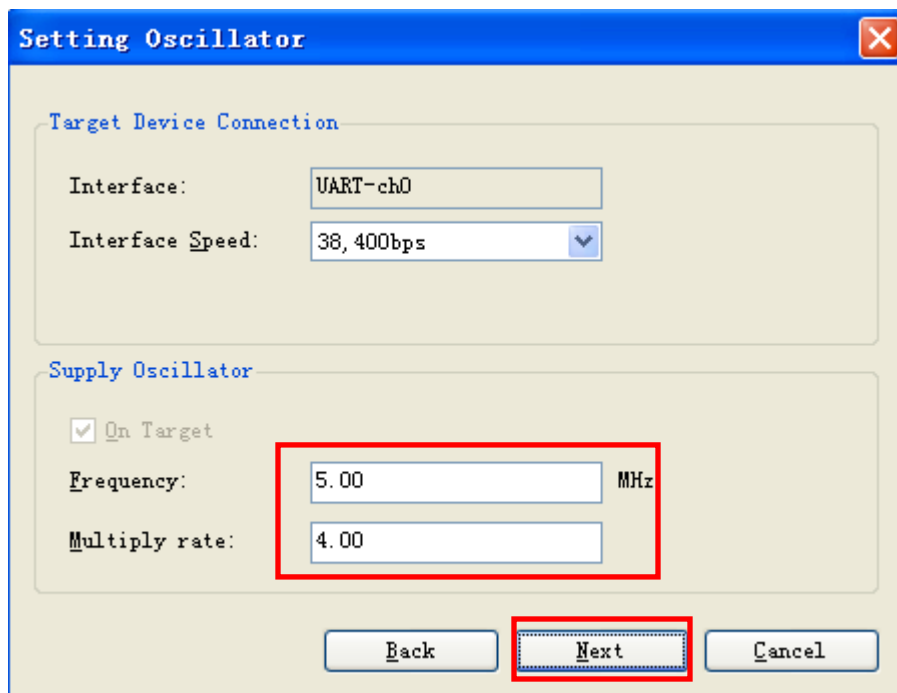 Setting Oscillator
Target Device Connection
Interface: UART-ch0
Interface Speed: 38,400bps
Supply Oscillator
On Target
Frequency: 5.00 MHz
Multiply rate: 4.00
Back Next Cancel